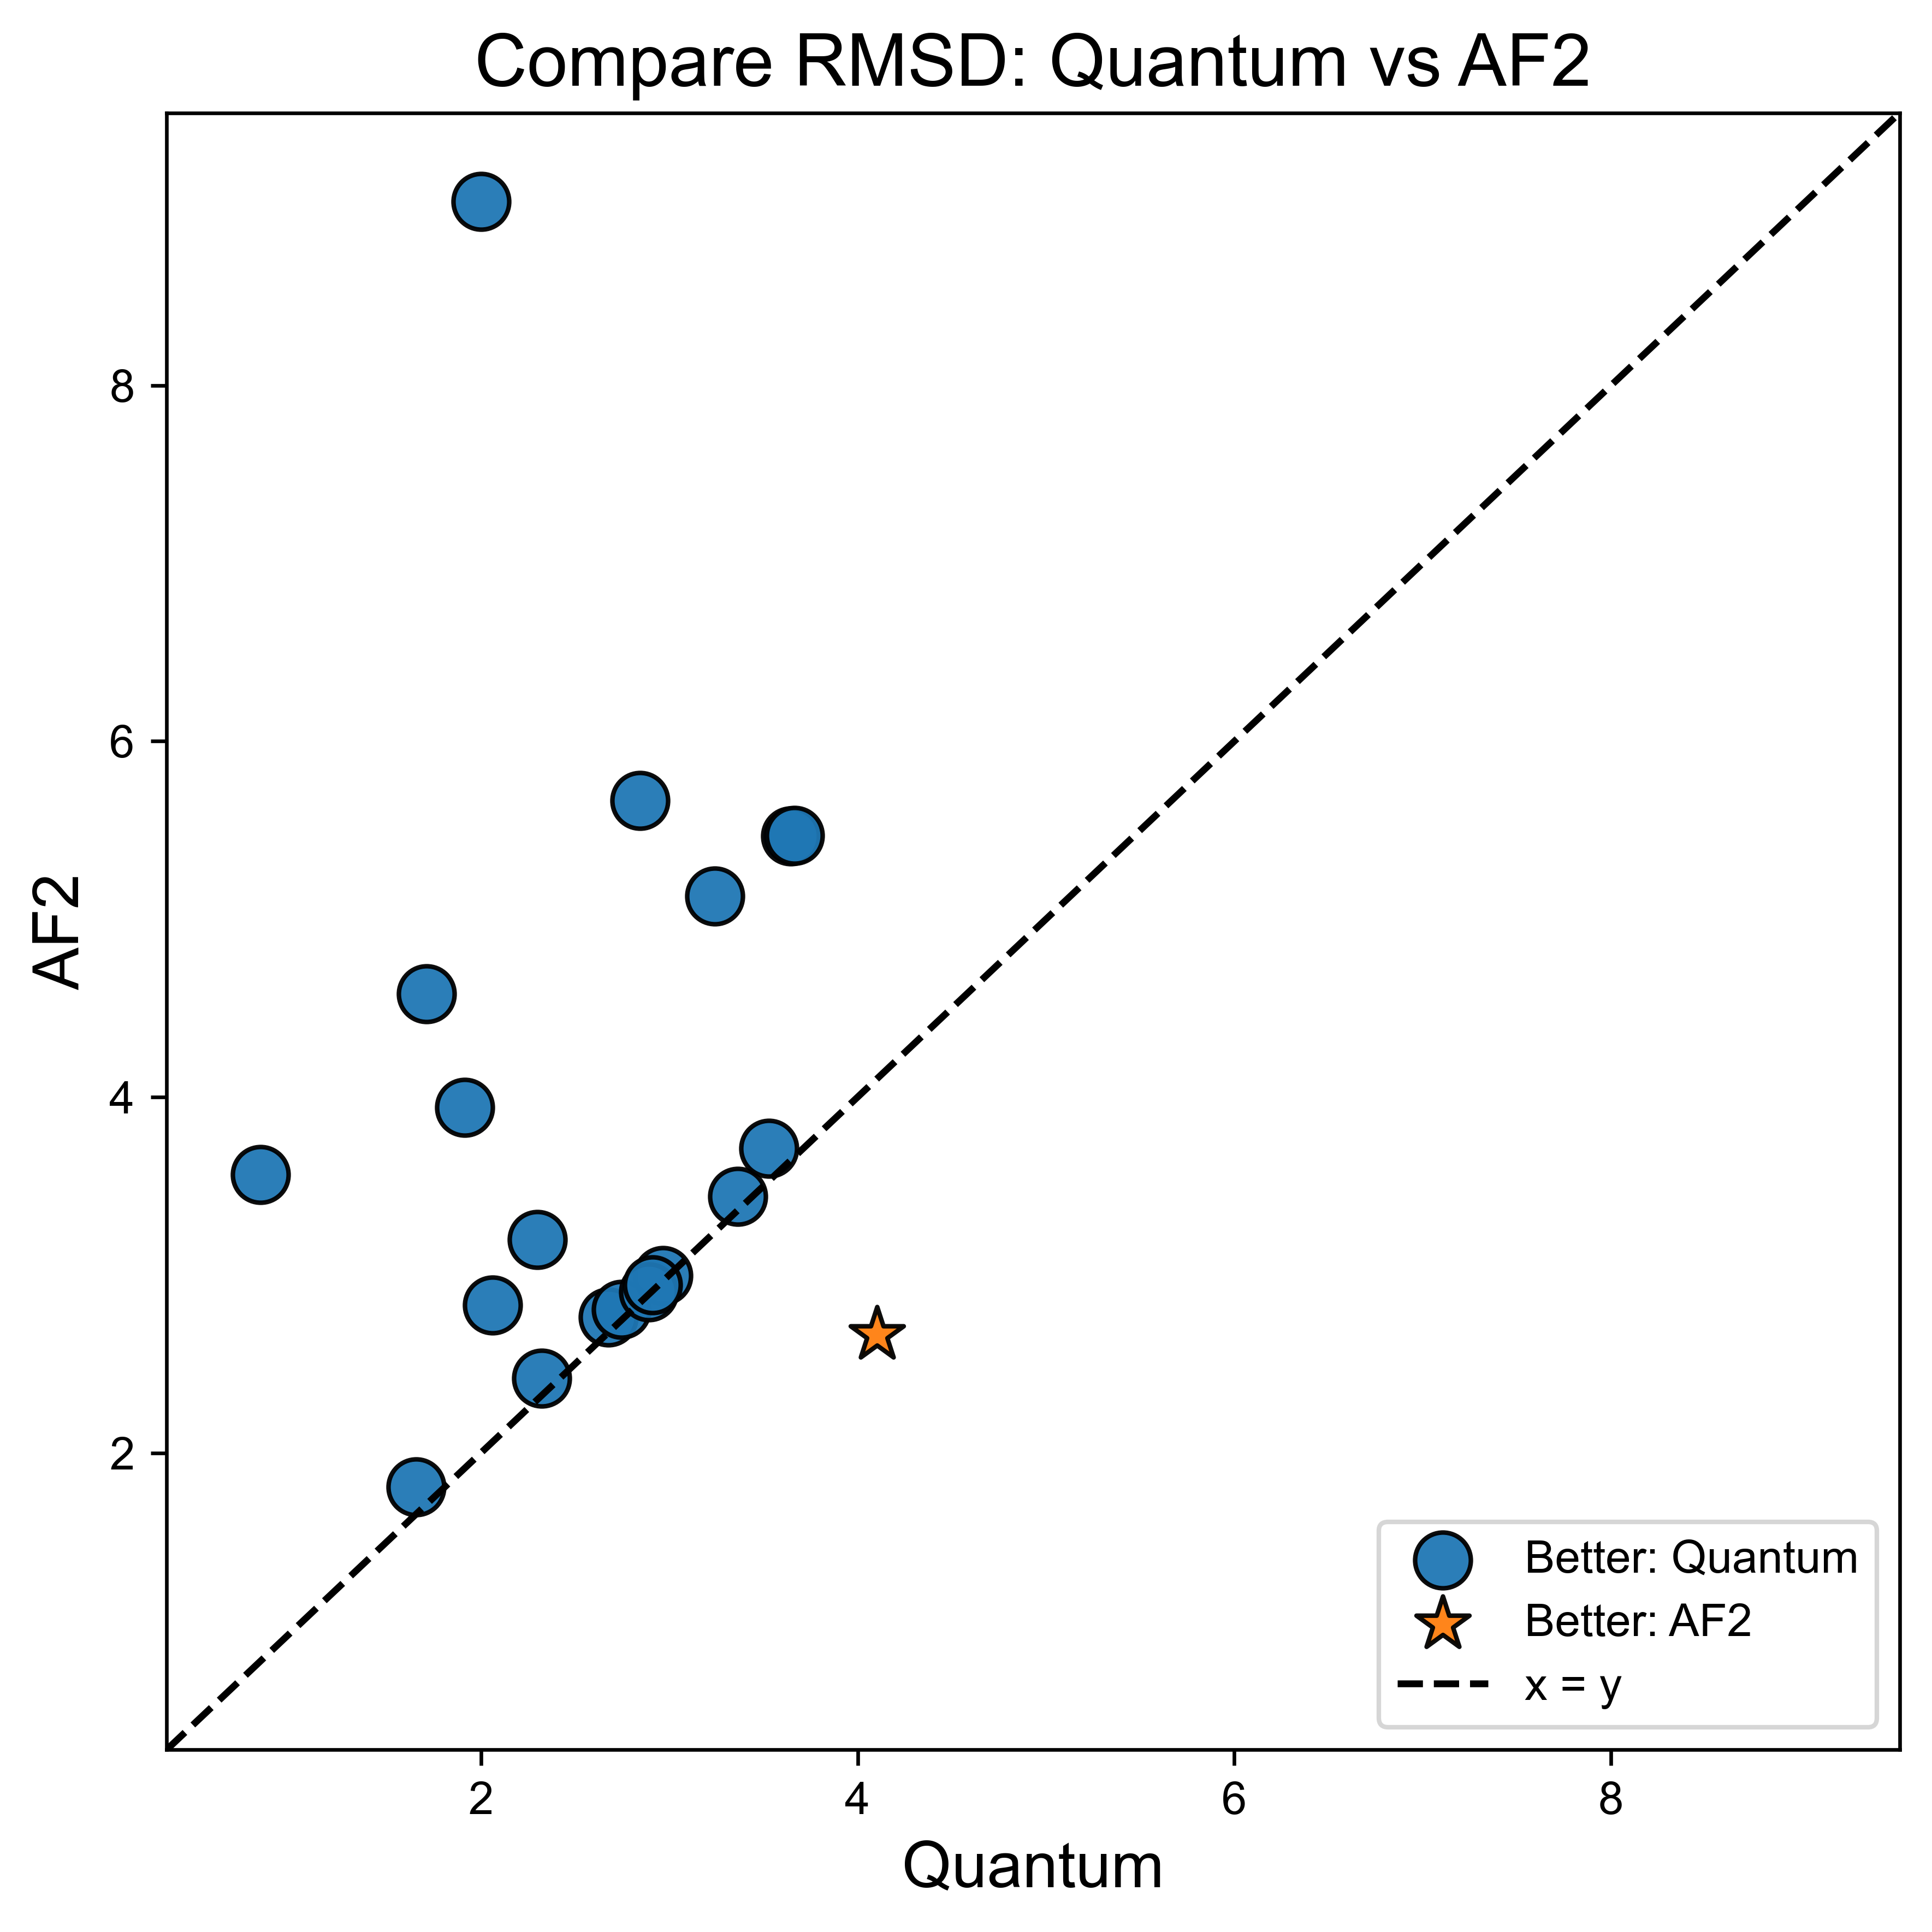 Compare RMSD: Quantum vs AF2
8
6
AF2
4
2
Better: Quantum
Better: AF2
x = y
2 4 6 8
Quantum